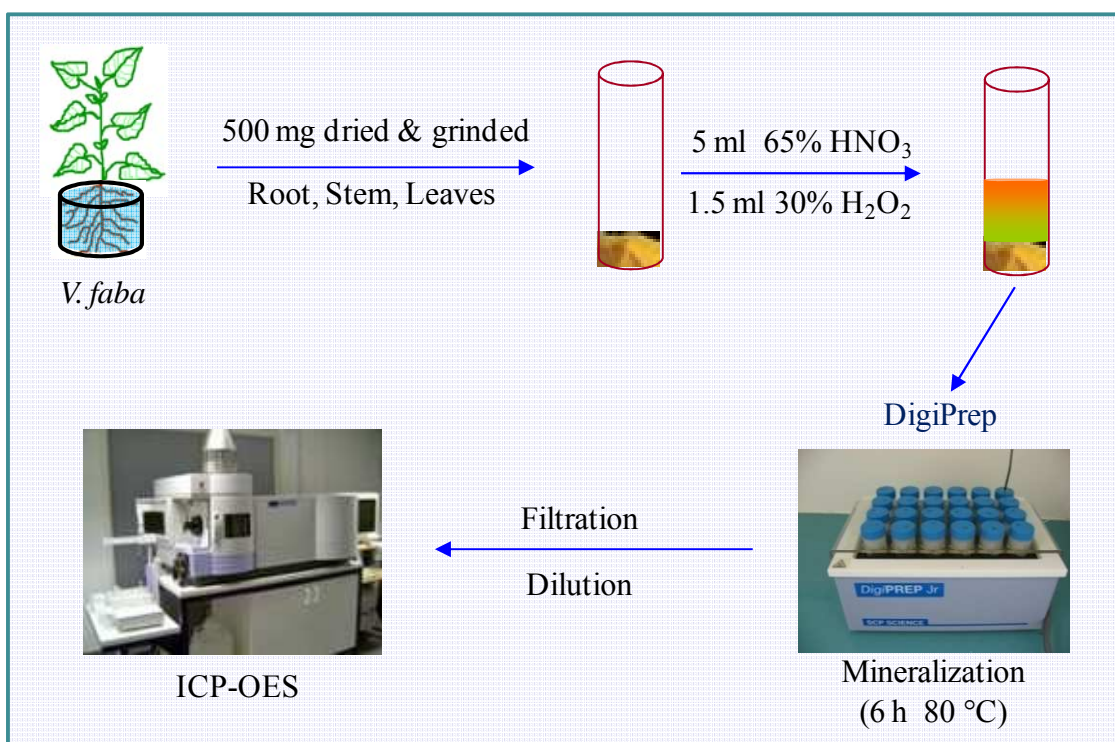 500 mg dried & grinded
Root, Stem, Leaves
5 ml 65% HNO₃
1.5 ml 30% H₂O₂
V. faba
DigiPrep
Filtration
Dilution
DigiPREP Jr
SCP SCIENCE
ICP-OES
Mineralization
(6 h 80 °C)